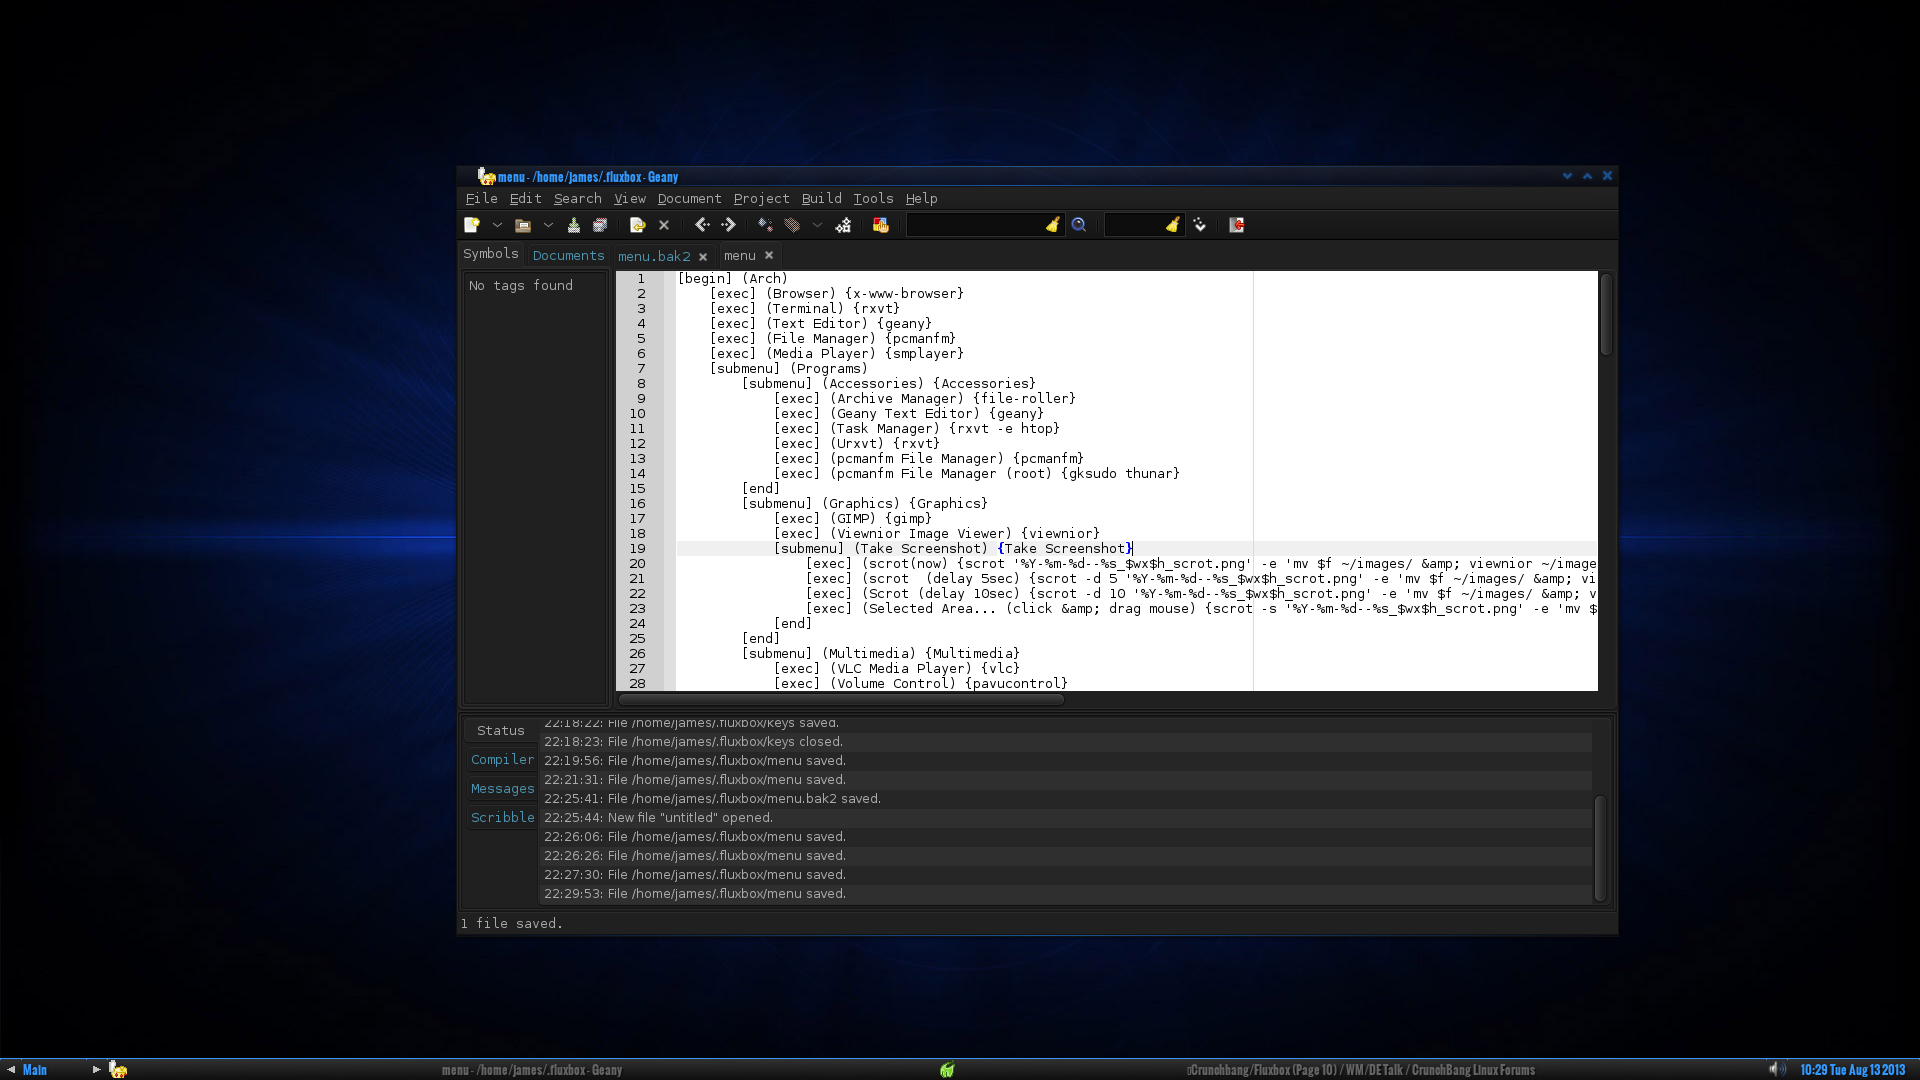 menu - /home/james/.fluxbox - Geany
File Edit Search View Document Project Build Tools Help
Symbols Documents menu.bak2 menu
No tags found
1 [begin] (Arch)
2 [exec] (Browser) {x-www-browser}
3 [exec] (Terminal) {rxvt}
4 [exec] (Text Editor) {geany}
5 [exec] (File Manager) {pcmanfm}
6 [exec] (Media Player) {smplayer}
7 [submenu] (Programs)
8 [submenu] (Accessories) {Accessories}
9 [exec] (Archive Manager) {file-roller}
10 [exec] (Geany Text Editor) {geany}
11 [exec] (Task Manager) {rxvt -e htop}
12 [exec] (Urxvt) {rxvt}
13 [exec] (pcmanfm File Manager) {pcmanfm}
14 [exec] (pcmanfm File Manager (root) {gksudo thunar}
15 [end]
16 [submenu] (Graphics) {Graphics}
17 [exec] (GIMP) {gimp}
18 [exec] (Viewnior Image Viewer) {viewnior}
19 [submenu] (Take Screenshot) {Take Screenshot}
20 [exec] (scrot(now) {scrot '%Y-%m-%d--%s_$wx$h_scrot.png' -e 'mv $f ~/images/ &amp; viewnior ~/image
21 [exec] (scrot  (delay 5sec) {scrot -d 5 '%Y-%m-%d--%s_$wx$h_scrot.png' -e 'mv $f ~/images/ &amp; vi
22 [exec] (Scrot (delay 10sec) {scrot -d 10 '%Y-%m-%d--%s_$wx$h_scrot.png' -e 'mv $f ~/images/ &amp; v
23 [exec] (Selected Area... (click &amp; drag mouse) {scrot -s '%Y-%m-%d--%s_$wx$h_scrot.png' -e 'mv $
24 [end]
25 [end]
26 [submenu] (Multimedia) {Multimedia}
27 [exec] (VLC Media Player) {vlc}
28 [exec] (Volume Control) {pavucontrol}
Status
Compiler
Messages
Scribble
22:18:22: File /home/james/.fluxbox/keys saved.
22:18:23: File /home/james/.fluxbox/keys closed.
22:19:56: File /home/james/.fluxbox/menu saved.
22:21:31: File /home/james/.fluxbox/menu saved.
22:25:41: File /home/james/.fluxbox/menu.bak2 saved.
22:25:44: New file "untitled" opened.
22:26:06: File /home/james/.fluxbox/menu saved.
22:26:26: File /home/james/.fluxbox/menu saved.
22:27:30: File /home/james/.fluxbox/menu saved.
22:29:53: File /home/james/.fluxbox/menu saved.
1 file saved.
Main menu - /home/james/.fluxbox - Geany Crunchbang/Fluxbox (Page 10) / WM/DE Talk / CrunchBang Linux Forums 10:29 Tue Aug 13 2013